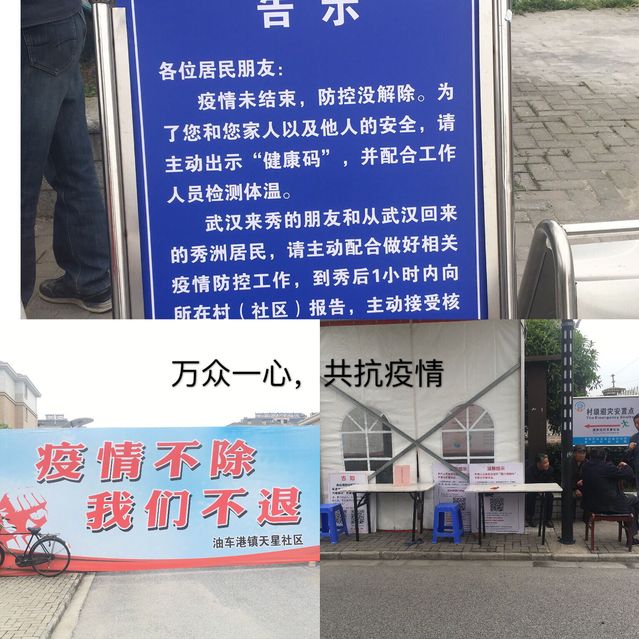 告示
各位居民朋友：
疫情未结束，防控没解除。为
了您和您家人以及他人的安全，请
主动出示“健康码”，并配合工作
人员检测体温。
武汉来秀的朋友和从武汉回来
的秀洲居民，请主动配合做好相关
疫情防控工作，到秀后1小时内向
所在村（社区）报告，主动接受核
万众一心，共抗疫情
疫情不除
我们不退
油车港镇天星社区
告知
温馨提示
村级避灾安置点
The Emergency Shelter